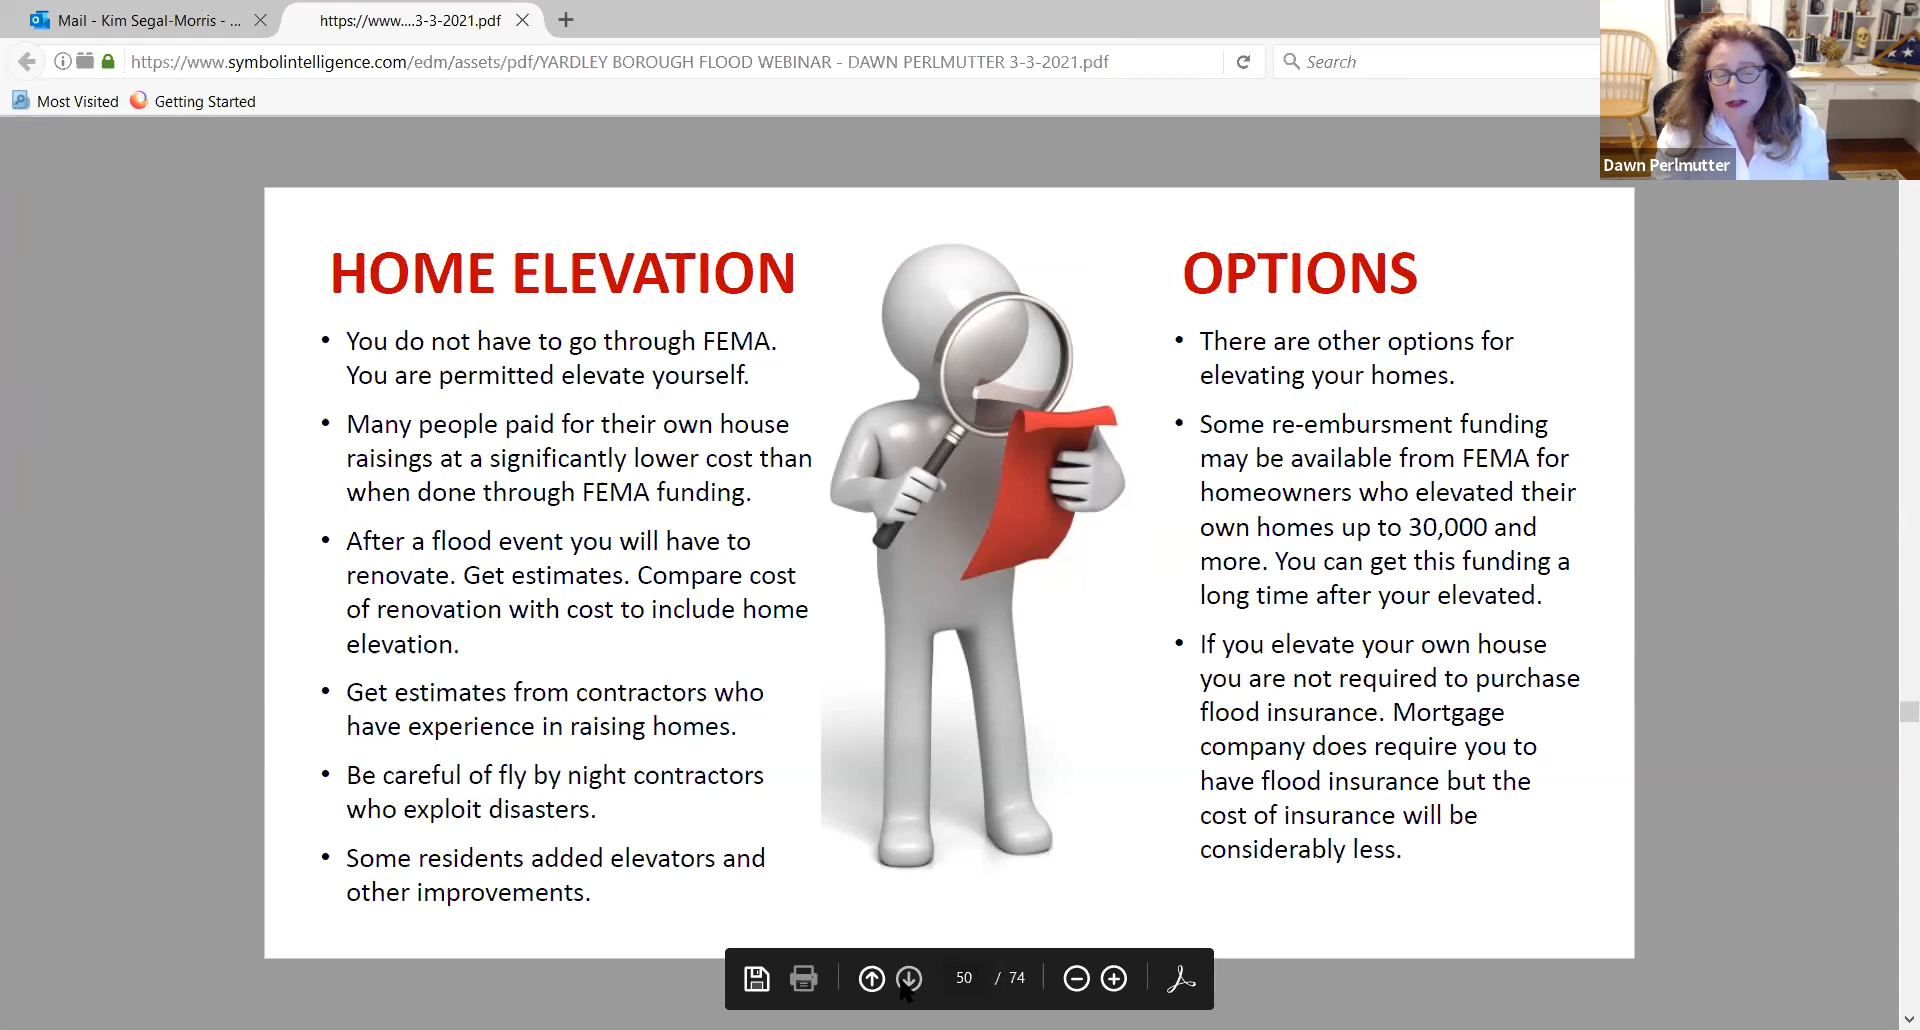 Mail - Kim Segal-Morris - ...
https://www....3-3-2021.pdf
https://www.symbolintelligence.com/edm/assets/pdf/YARDLEY BOROUGH FLOOD WEBINAR - DAWN PERLMUTTER 3-3-2021.pdf
Search
Most Visited
Getting Started
Dawn Perlmutter
HOME ELEVATION
• You do not have to go through FEMA.
You are permitted elevate yourself.
• Many people paid for their own house
raisings at a significantly lower cost than
when done through FEMA funding.
• After a flood event you will have to
renovate. Get estimates. Compare cost
of renovation with cost to include home
elevation.
• Get estimates from contractors who
have experience in raising homes.
• Be careful of fly by night contractors
who exploit disasters.
• Some residents added elevators and
other improvements.
OPTIONS
• There are other options for
elevating your homes.
• Some re-embursment funding
may be available from FEMA for
homeowners who elevated their
own homes up to 30,000 and
more. You can get this funding a
long time after your elevated.
• If you elevate your own house
you are not required to purchase
flood insurance. Mortgage
company does require you to
have flood insurance but the
cost of insurance will be
considerably less.
50 / 74